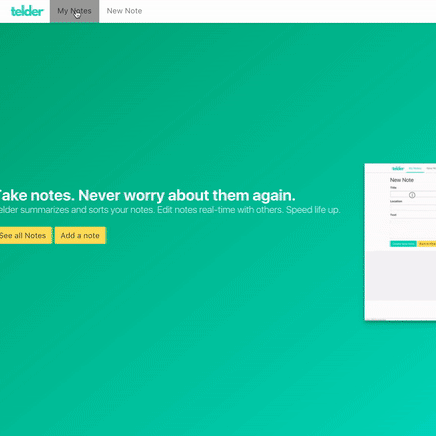 telder
My Notes
New Note
Take notes. Never worry about them again.
elder summarizes and sorts your notes. Edit notes real-time with others. Speed life up.
See all Notes
Add a note
telder
My Notes
New Note
Title
Location
Text